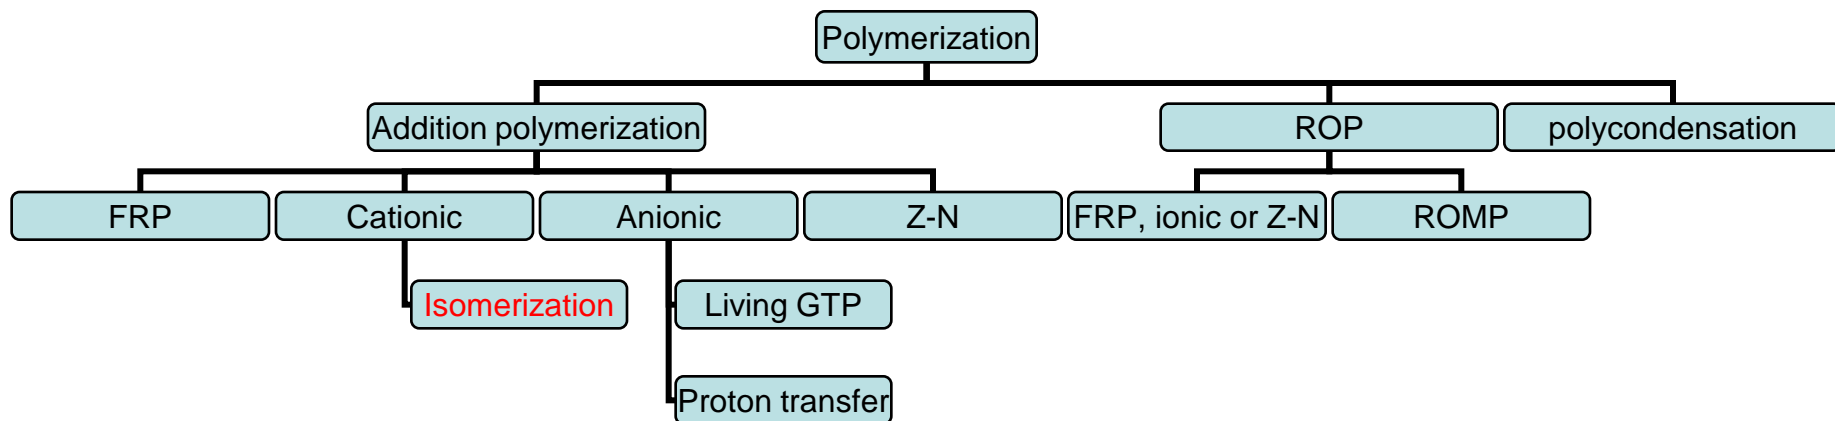 Polymerization
Addition polymerization
ROP
polycondensation
FRP
Cationic
Anionic
Z-N
FRP, ionic or Z-N
ROMP
Isomerization
Living GTP
Proton transfer